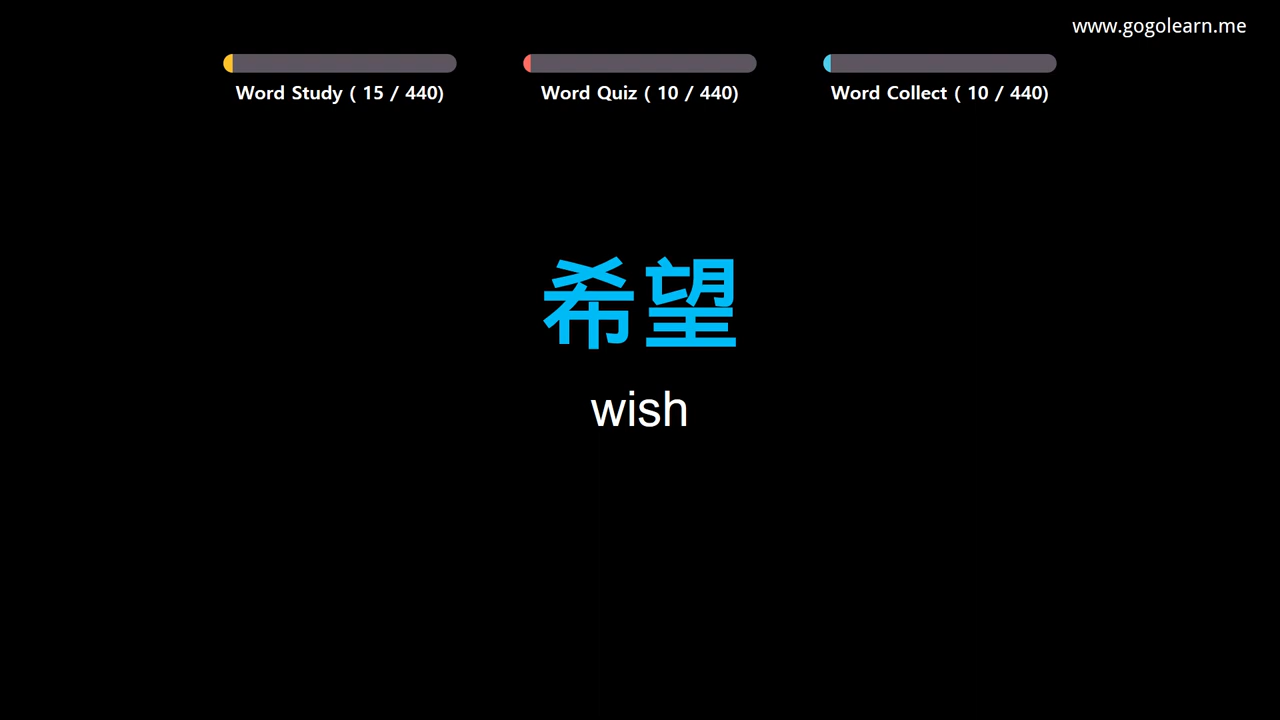 www.gogolearn.me
Word Study ( 15 / 440)
Word Quiz ( 10 / 440)
Word Collect ( 10 / 440)
希望
wish